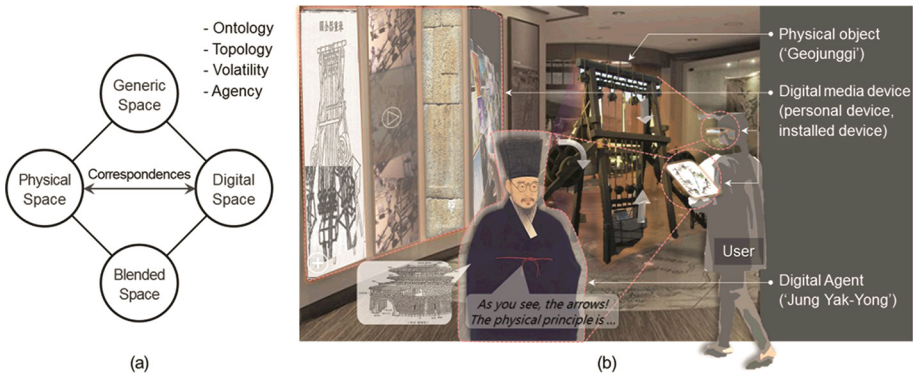 - Ontology
- Topology
- Volatility
- Agency
Generic
Space
Physical
Space
Correspondences
Digital
Space
Blended
Space
(a)
Physical object
('Geojunggi')
Digital media device
(personal device,
installed device)
User
Digital Agent
('Jung Yak-Yong')
As you see, the arrows!
The physical principle is ...
(b)